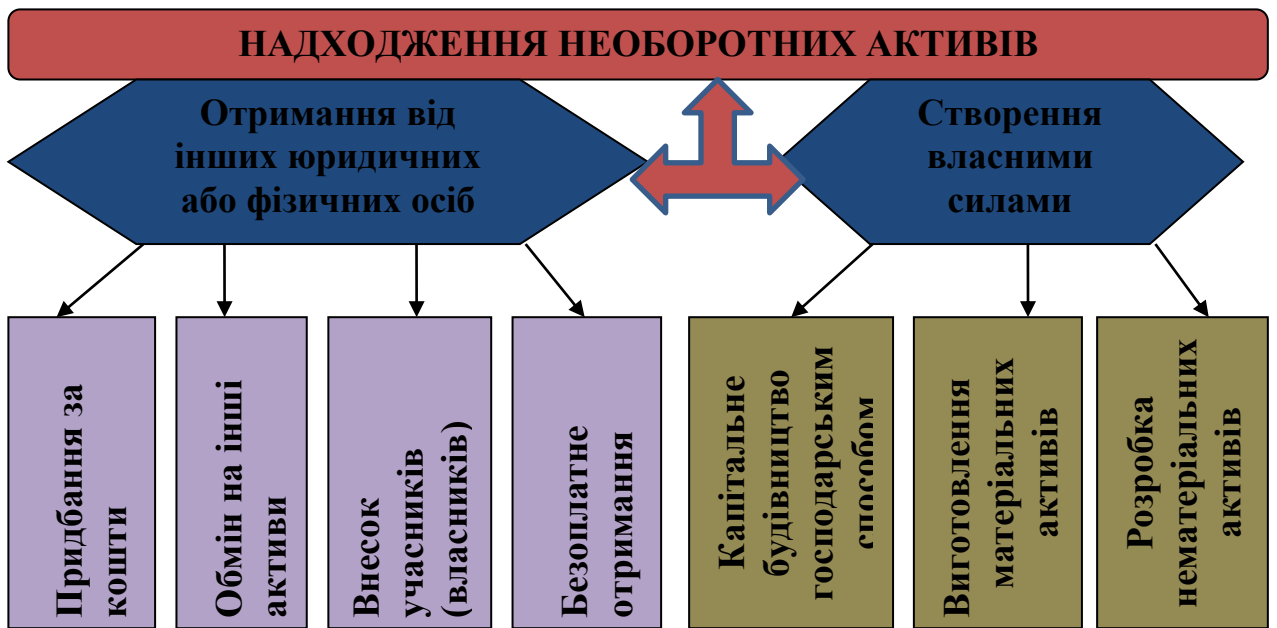 НАДХОДЖЕННЯ НЕОБОРОТНИХ АКТИВІВ
Отримання від
інших юридичних
або фізичних осіб
Створення
власними
силами
Придбання за
кошти
Обмін на інші
активи
Внесок
учасників
(власників)
Безоплатне
отримання
Капітальне
будівництво
господарським
способом
Виготовлення
матеріальних
активів
Розробка
нематеріальних
активів